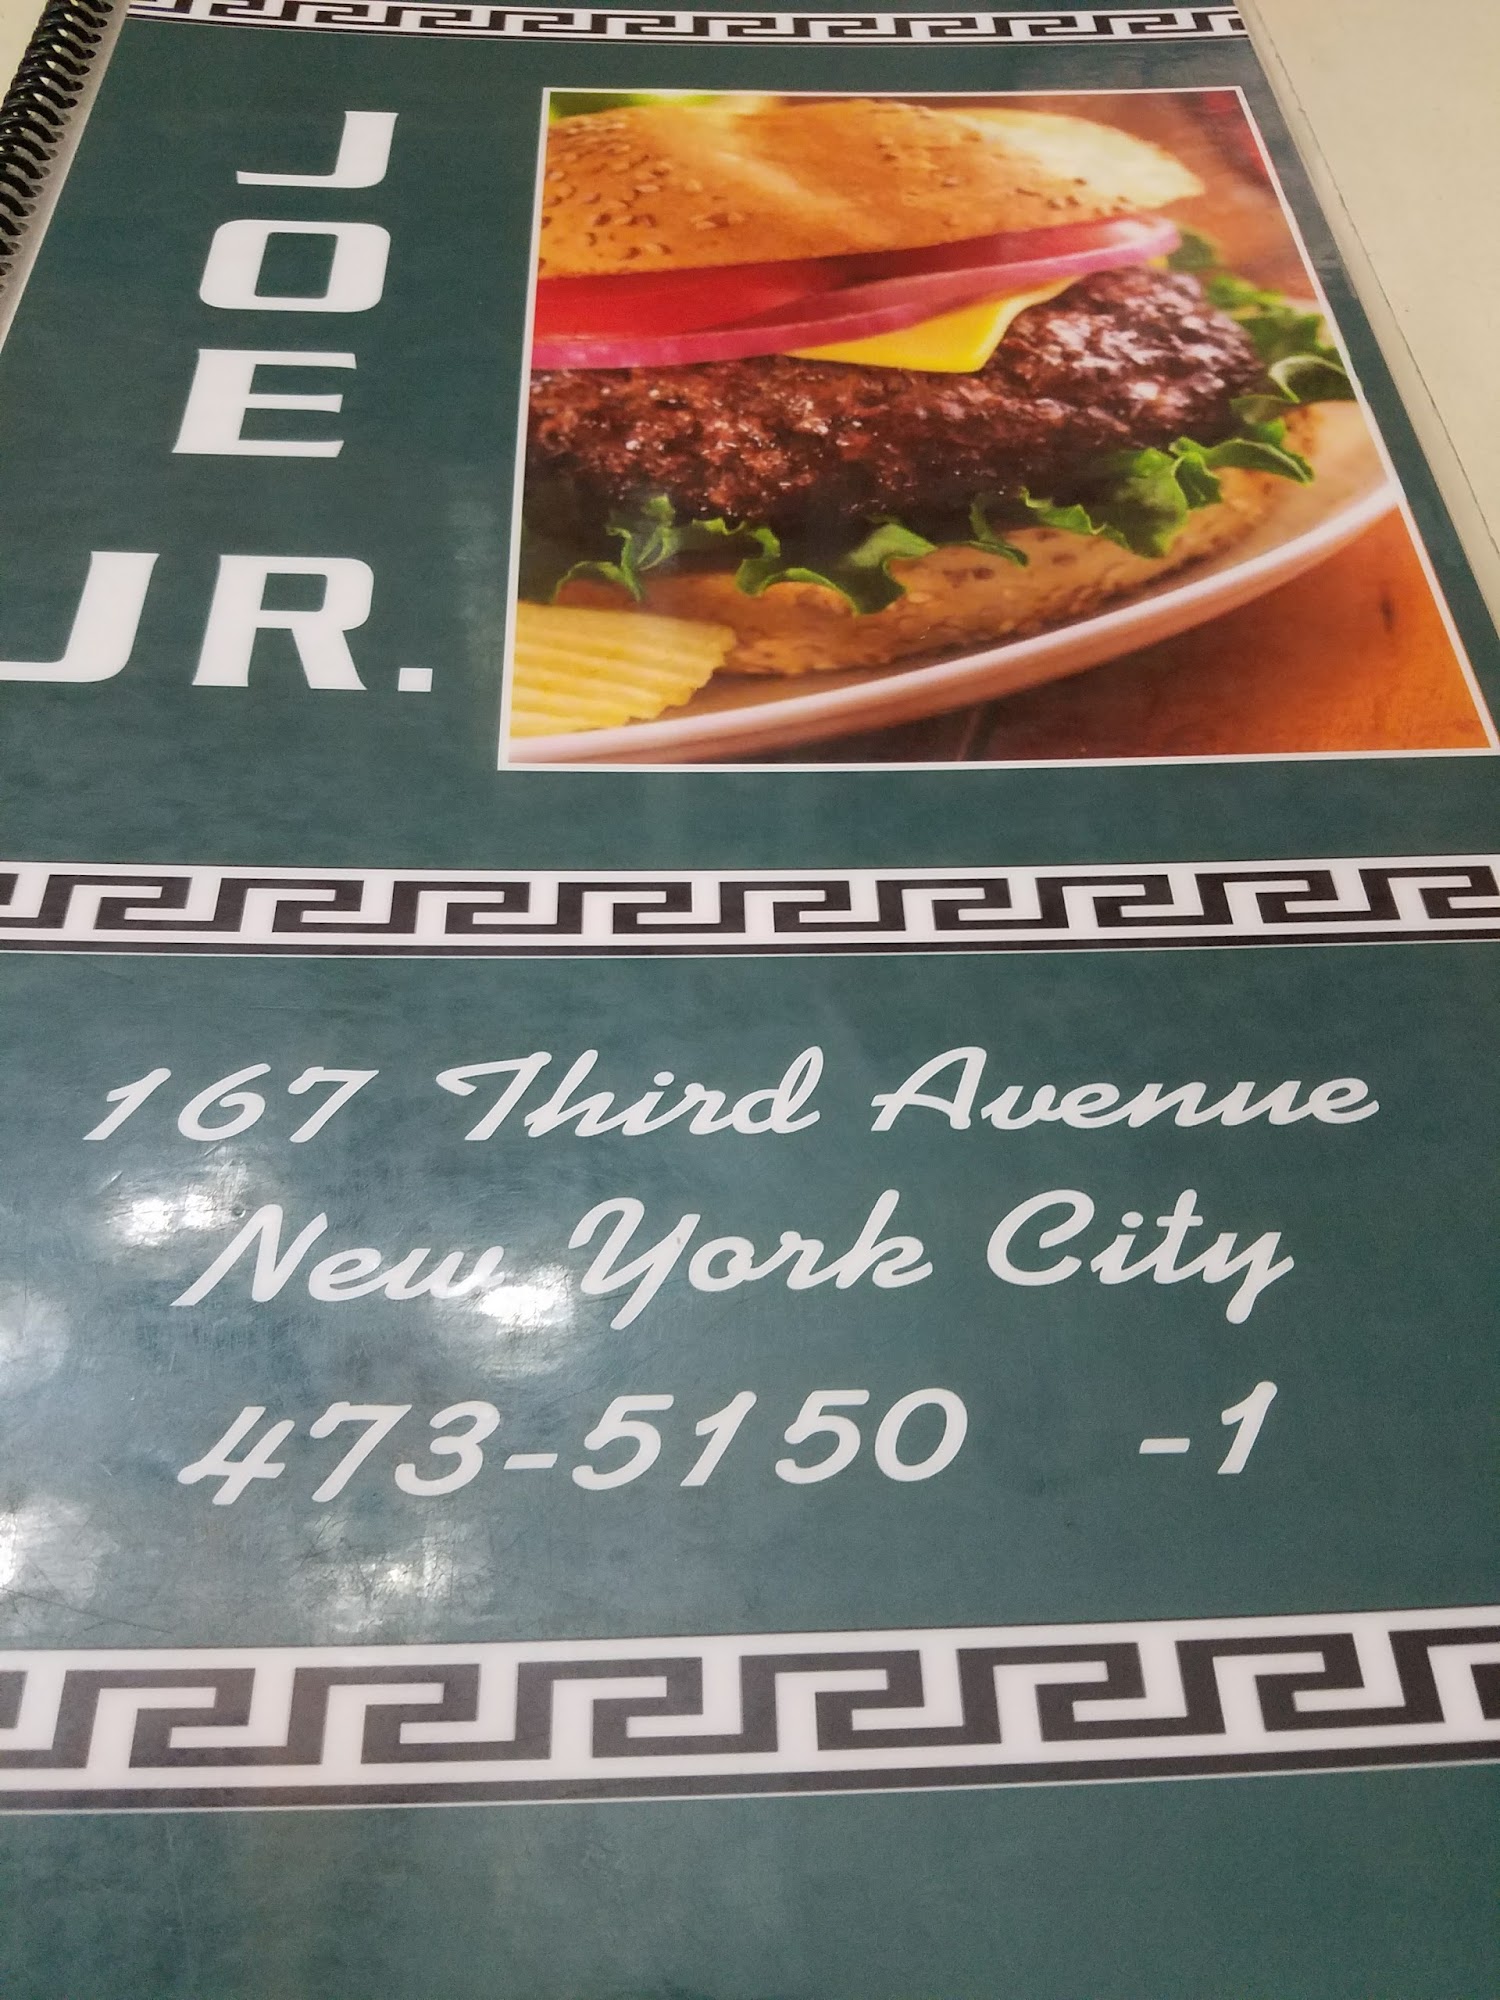 JOE
JR.
167 Third Avenue
New York City
473-5150 -1